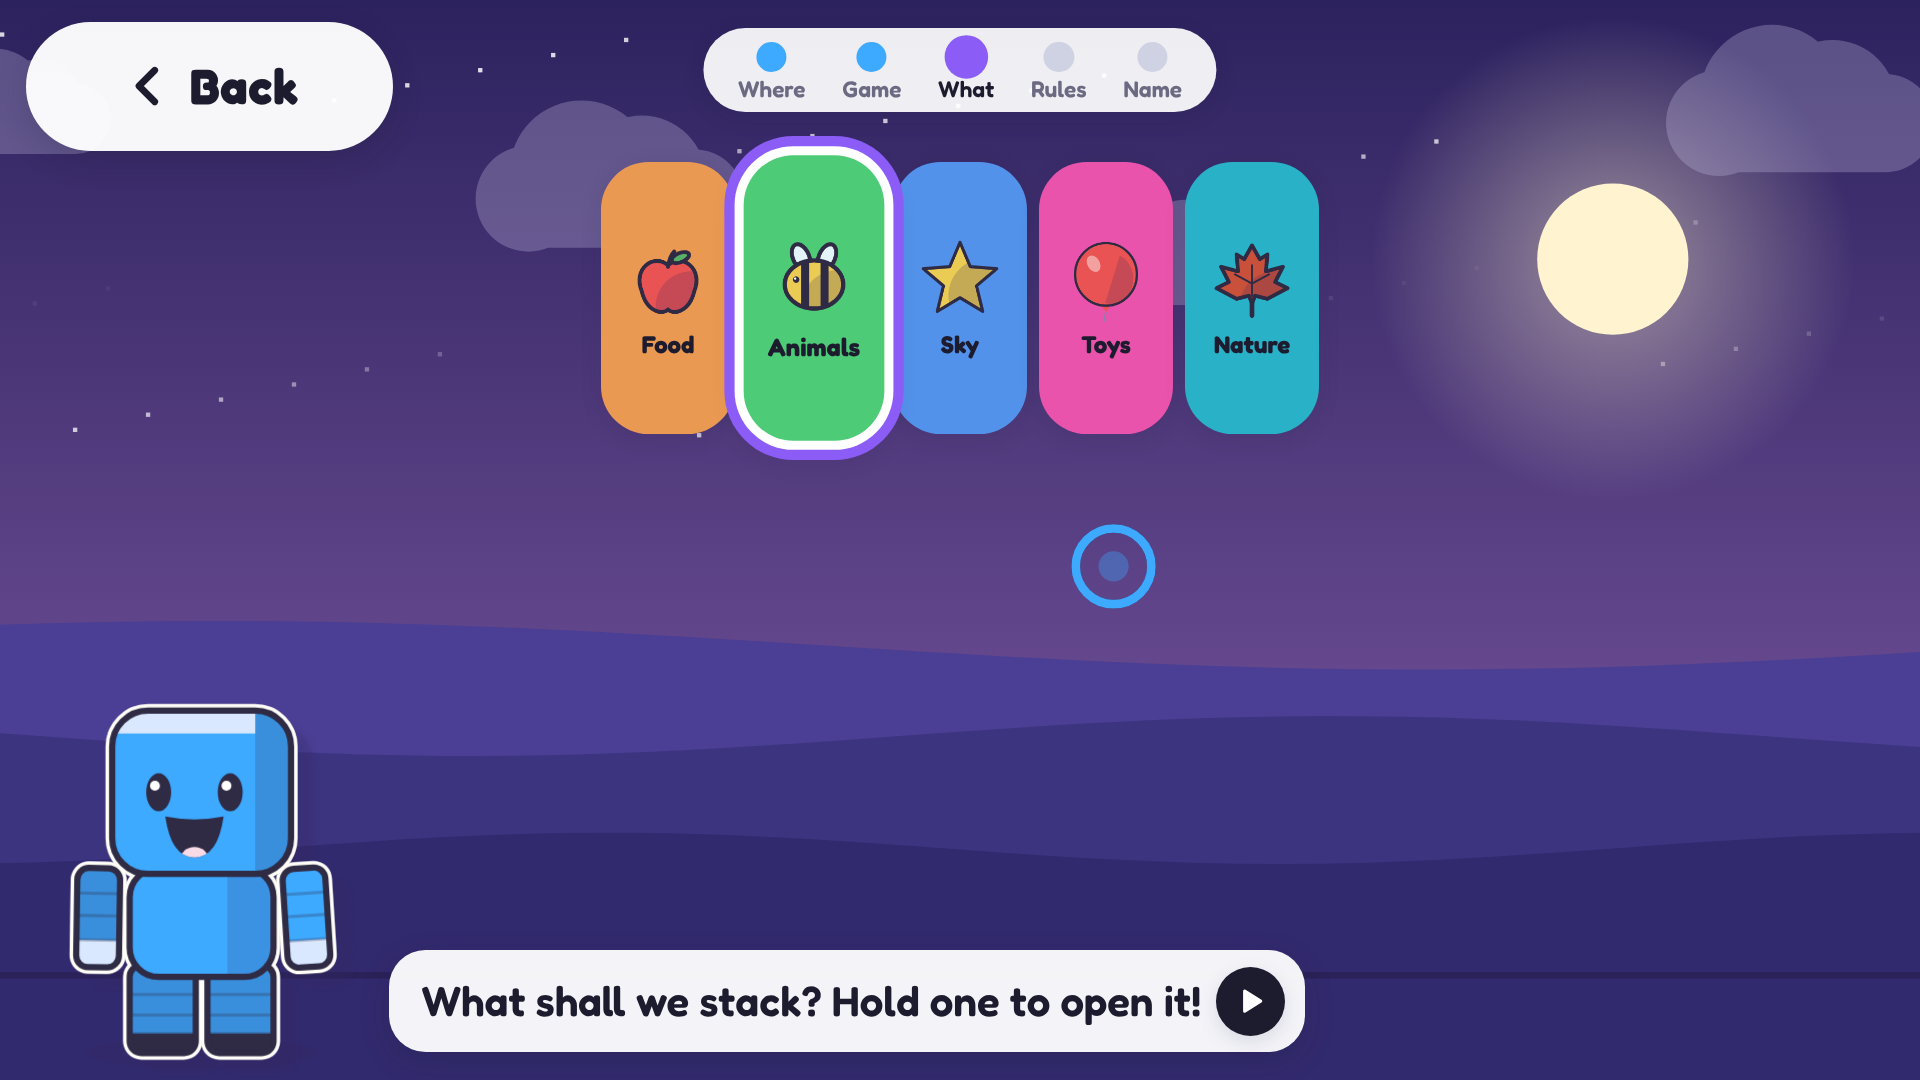 Back
Where
Game
What
Rules
Name
Food
Animals
Sky
Toys
Nature
What shall we stack? Hold one to open it!